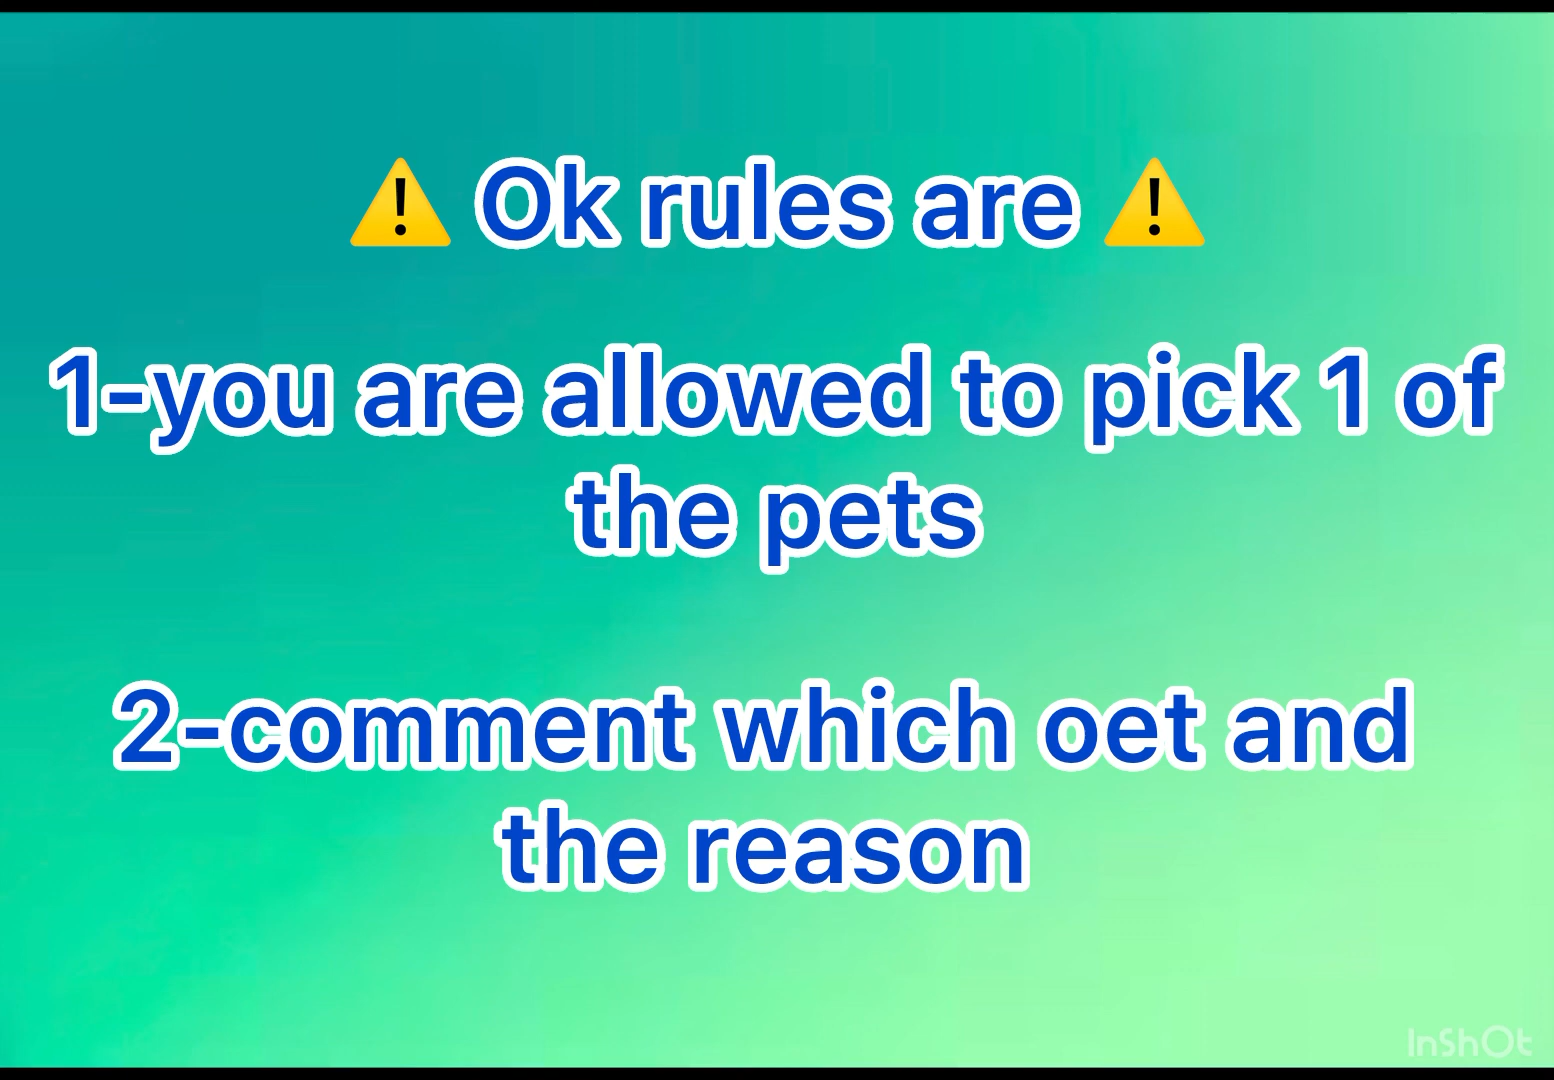 ⚠️ Ok rules are ⚠️
1-you are allowed to pick 1 of
the pets
2-comment which oet and
the reason
InShOt